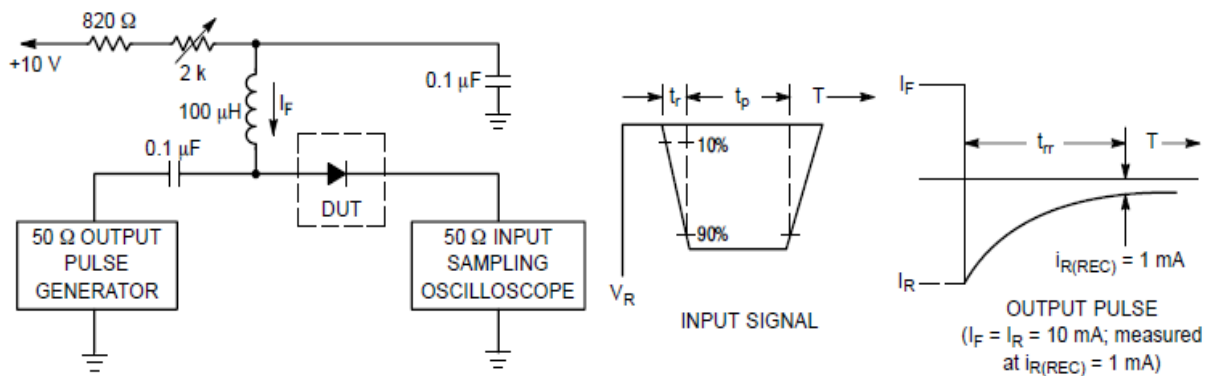 820 Ω
+10 V
2 k
100 μH
I_F
0.1 μF
0.1 μF
DUT
50 Ω OUTPUT
PULSE
GENERATOR
50 Ω INPUT
SAMPLING
OSCILLOSCOPE
t_r
t_p
T
10%
90%
V_R
INPUT SIGNAL
I_F
t_rr
T
I_R
i_R(REC) = 1 mA
OUTPUT PULSE
(I_F = I_R = 10 mA; measured
at i_R(REC) = 1 mA)